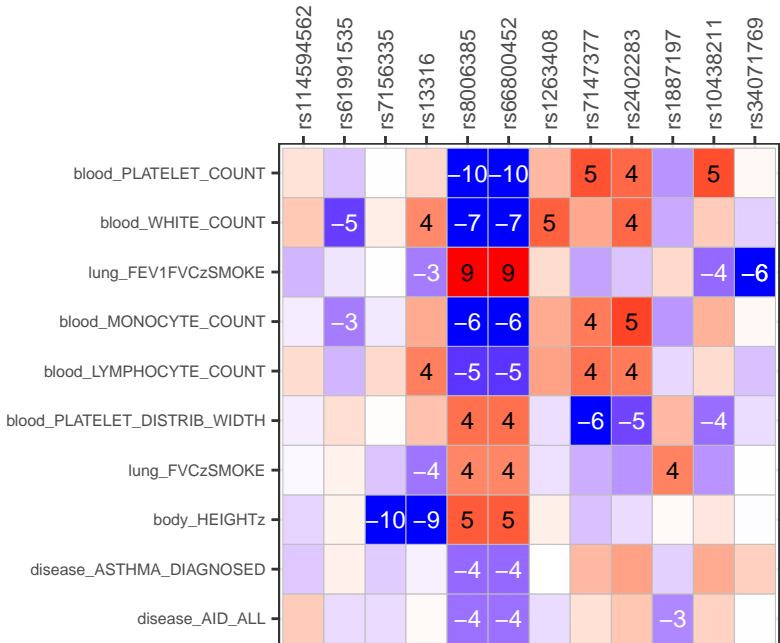 rs114594562 rs61991535 rs7156335 rs13316 rs8006385 rs66800452 rs1263408 rs7147377 rs2402283 rs1887197 rs10438211 rs34071769
blood_PLATELET_COUNT −10 −10 5 4 5
blood_WHITE_COUNT −5 4 −7 −7 5 4
lung_FEV1FVCzSMOKE −3 9 9 −4 −6
blood_MONOCYTE_COUNT −3 −6 −6 4 5
blood_LYMPHOCYTE_COUNT 4 −5 −5 4 4
blood_PLATELET_DISTRIB_WIDTH 4 4 −6 −5 −4
lung_FVCzSMOKE −4 4 4 4
body_HEIGHTz −10 −9 5 5
disease_ASTHMA_DIAGNOSED −4 −4
disease_AID_ALL −4 −4 −3